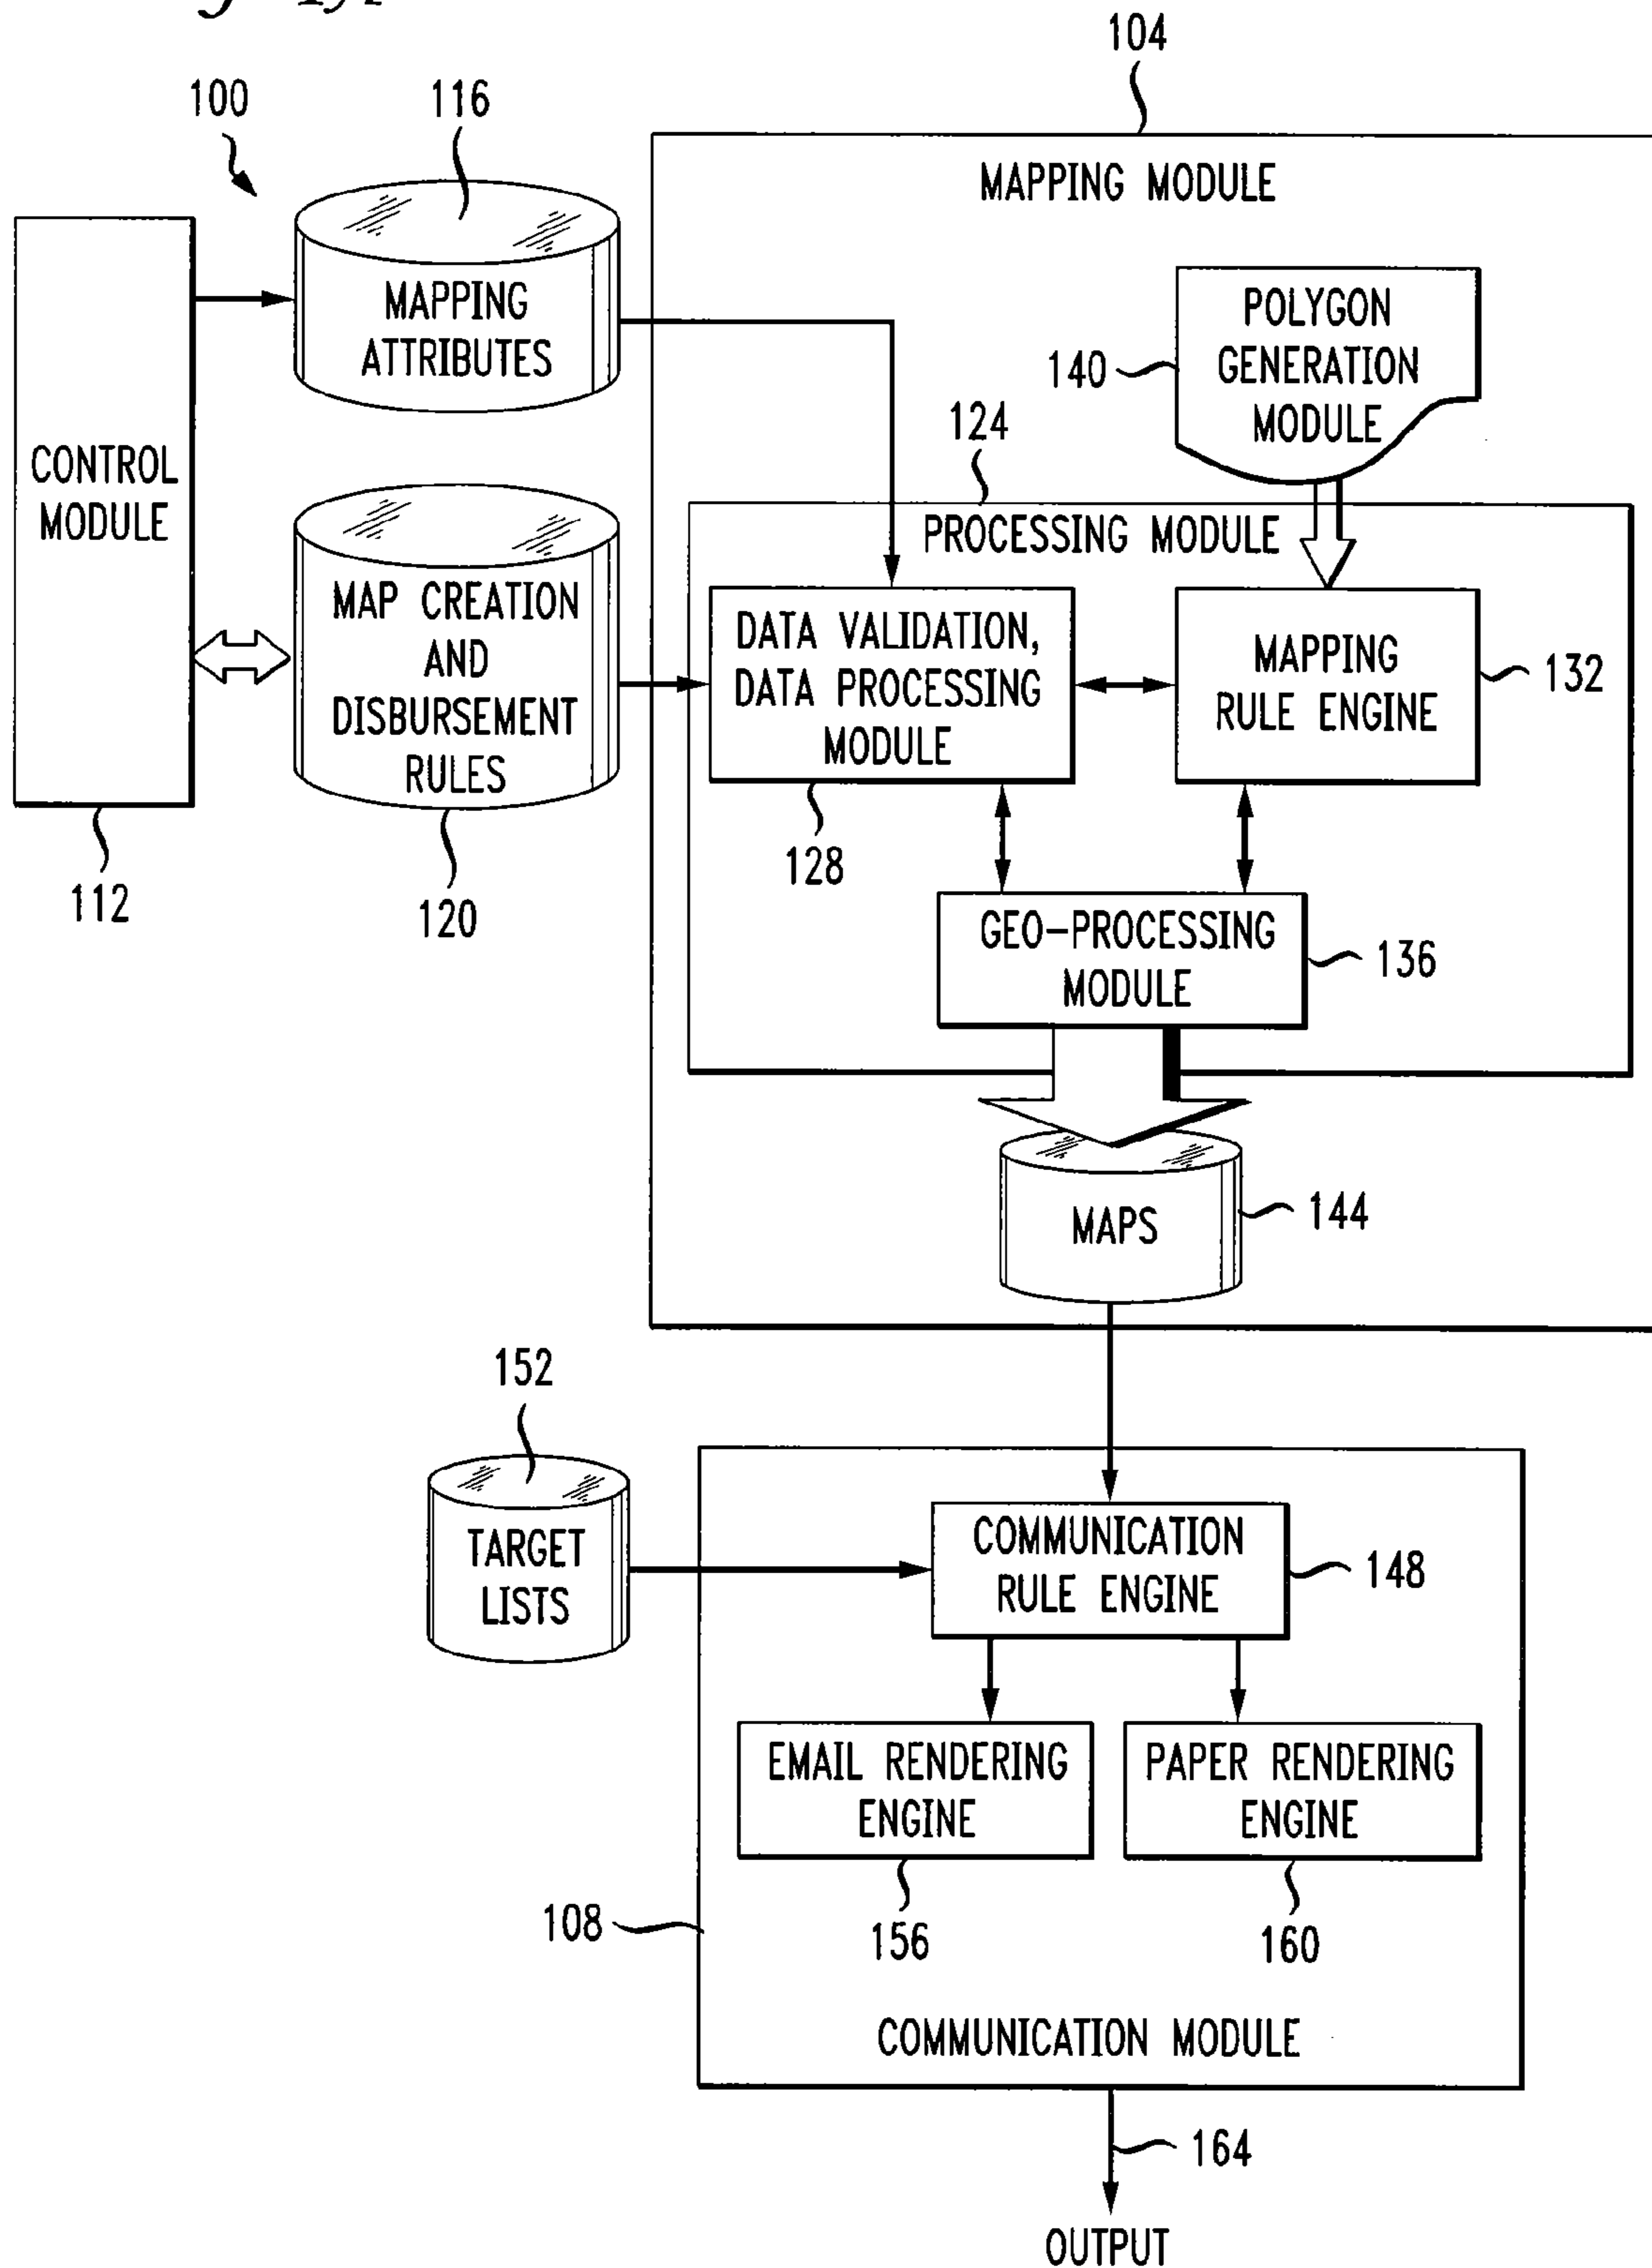 104
100
116
MAPPING MODULE
MAPPING
ATTRIBUTES
POLYGON
GENERATION
MODULE
140
124
CONTROL
MODULE
PROCESSING MODULE
MAP CREATION
AND
DISBURSEMENT
RULES
DATA VALIDATION,
DATA PROCESSING
MODULE
MAPPING
RULE ENGINE
132
128
112
120
GEO-PROCESSING
MODULE
136
MAPS
144
152
TARGET
LISTS
COMMUNICATION
RULE ENGINE
148
EMAIL RENDERING
ENGINE
PAPER RENDERING
ENGINE
108
156
160
COMMUNICATION MODULE
164
OUTPUT